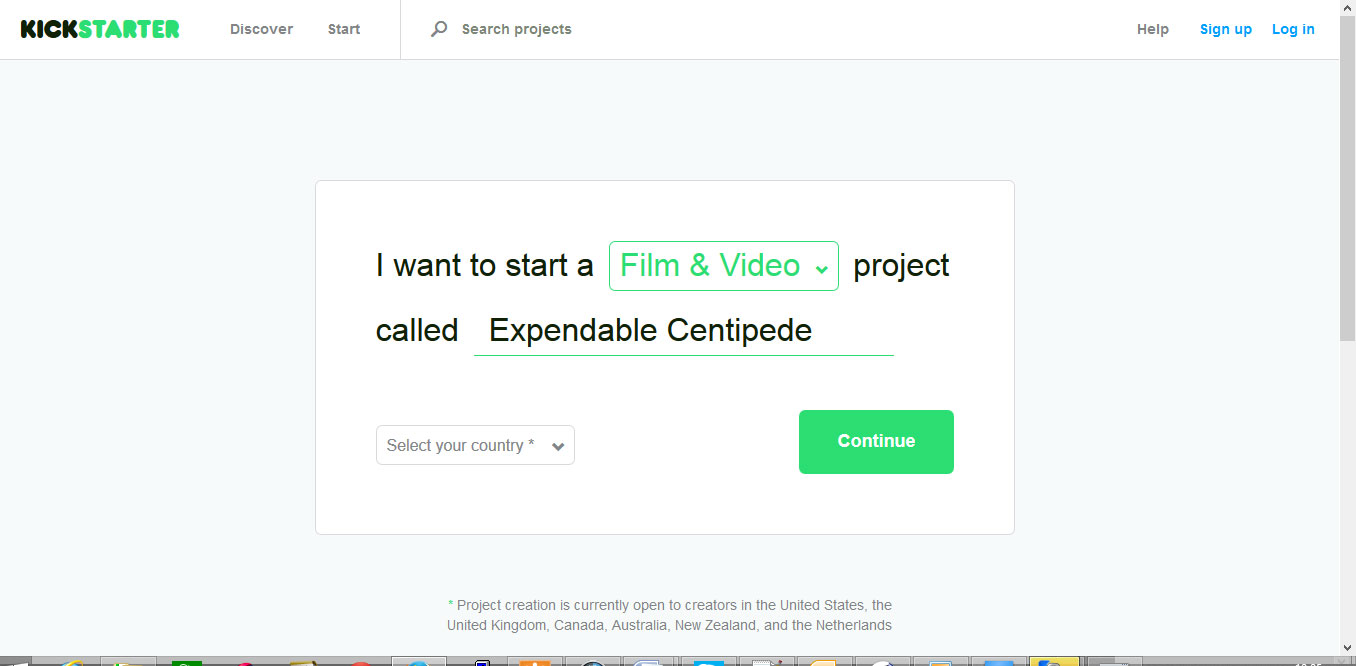 KICKSTARTER Discover Start Search projects Help Sign up Log in
I want to start a Film & Video project
called Expendable Centipede
Select your country * Continue
* Project creation is currently open to creators in the United States, the
United Kingdom, Canada, Australia, New Zealand, and the Netherlands